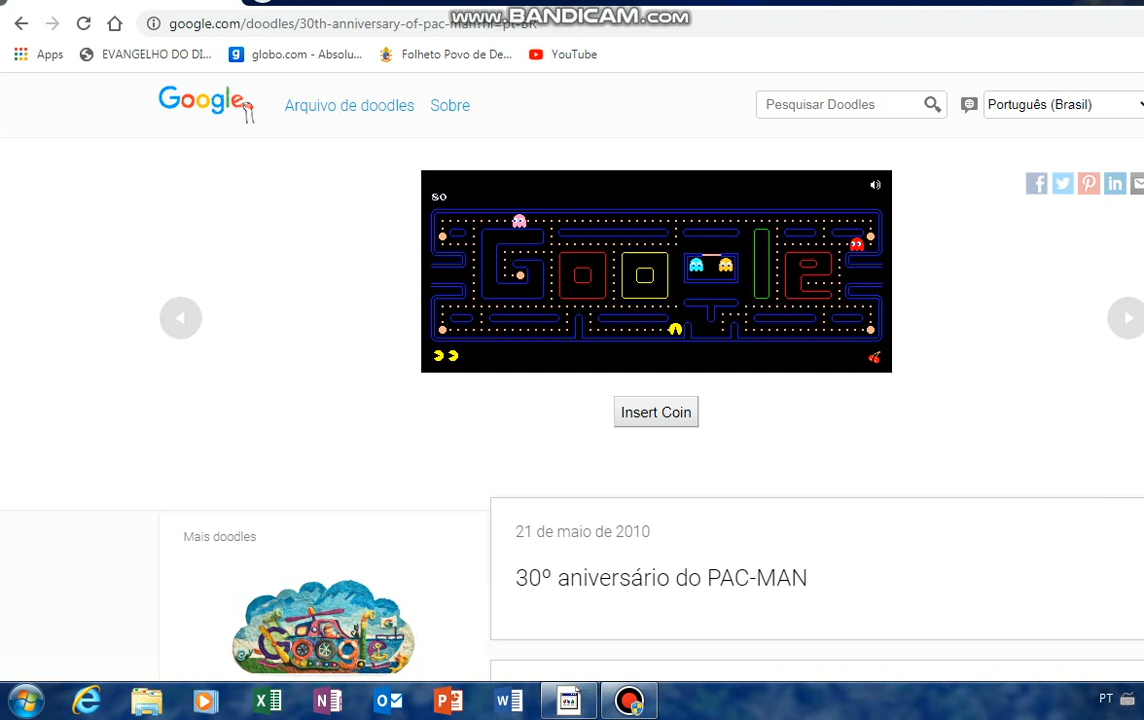 www.BANDICAM.com
google.com/doodles/30th-anniversary-of-pac-man?hl=pt-BR
Apps
EVANGELHO DO DI...
globo.com - Absolu...
Folheto Povo de De...
YouTube
Google
Arquivo de doodles
Sobre
Pesquisar Doodles
Português (Brasil)
80
Insert Coin
21 de maio de 2010
30º aniversário do PAC-MAN
Mais doodles
PT